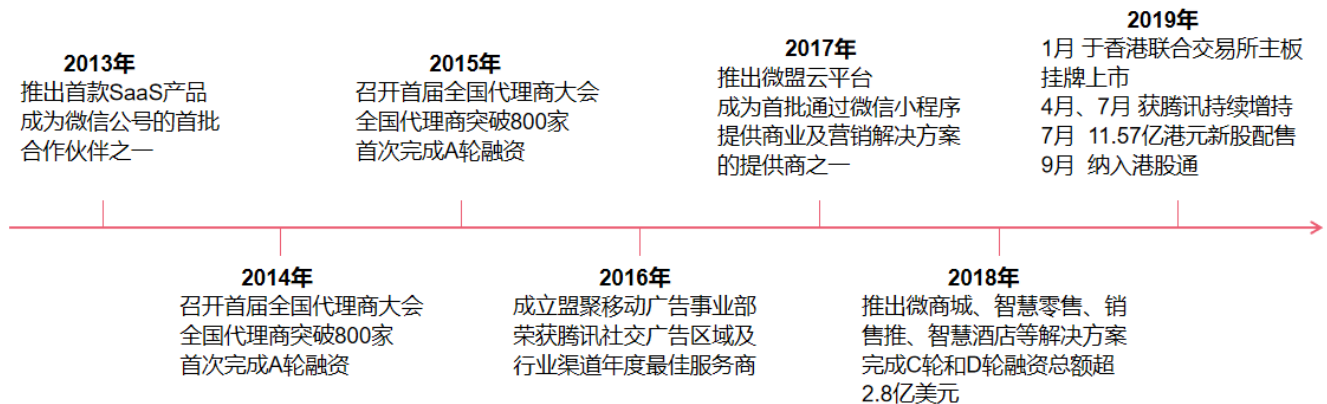 2013年
推出首款SaaS产品
成为微信公号的首批
合作伙伴之一
2014年
召开首届全国代理商大会
全国代理商突破800家
首次完成A轮融资
2015年
召开首届全国代理商大会
全国代理商突破800家
首次完成A轮融资
2016年
成立盟聚移动广告事业部
荣获腾讯社交广告区域及
行业渠道年度最佳服务商
2017年
推出微盟云平台
成为首批通过微信小程序
提供商业及营销解决方案
的提供商之一
2018年
推出微商城、智慧零售、销
售推、智慧酒店等解决方案
完成C轮和D轮融资总额超
2.8亿美元
2019年
1月 于香港联合交易所主板
挂牌上市
4月、7月 获腾讯持续增持
7月 11.57亿港元新股配售
9月 纳入港股通